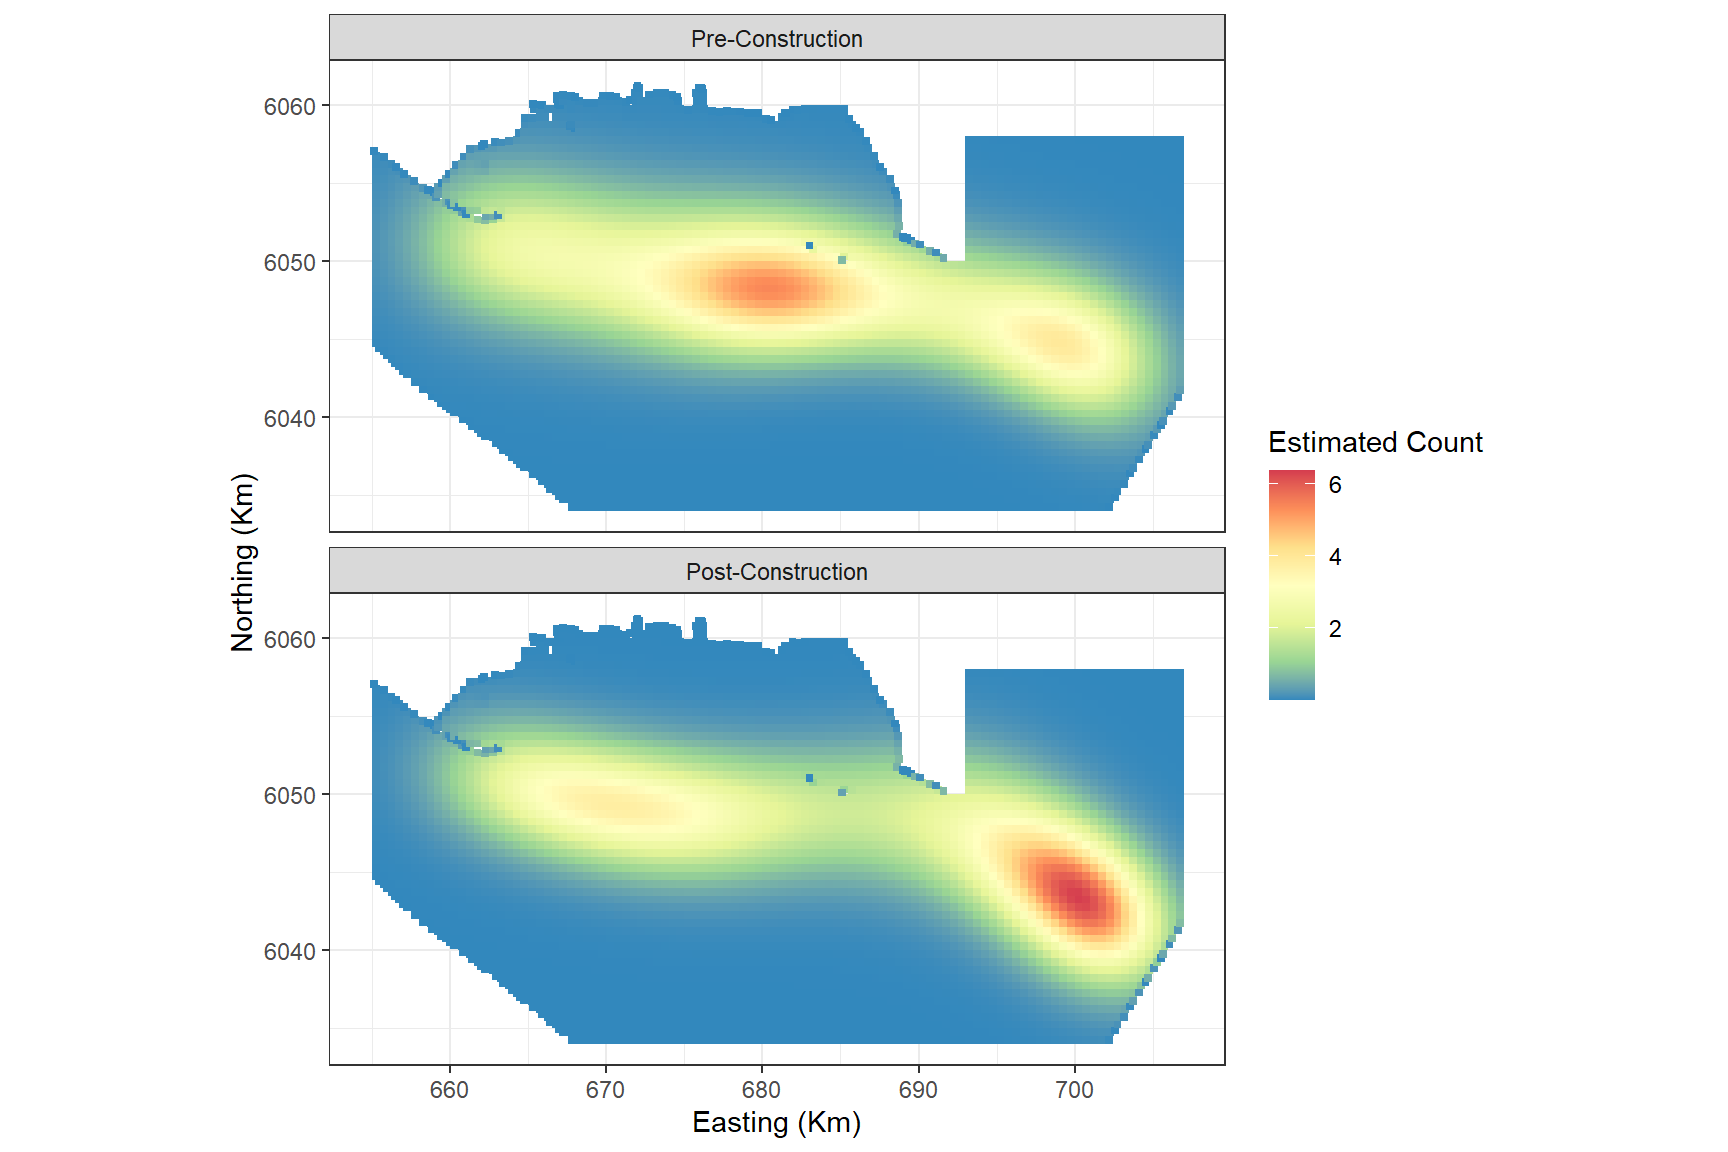 Pre-Construction
6060
6050
6040
Post-Construction
6060
6050
6040
Northing (Km)
660 670 680 690 700
Easting (Km)
Estimated Count
6
4
2